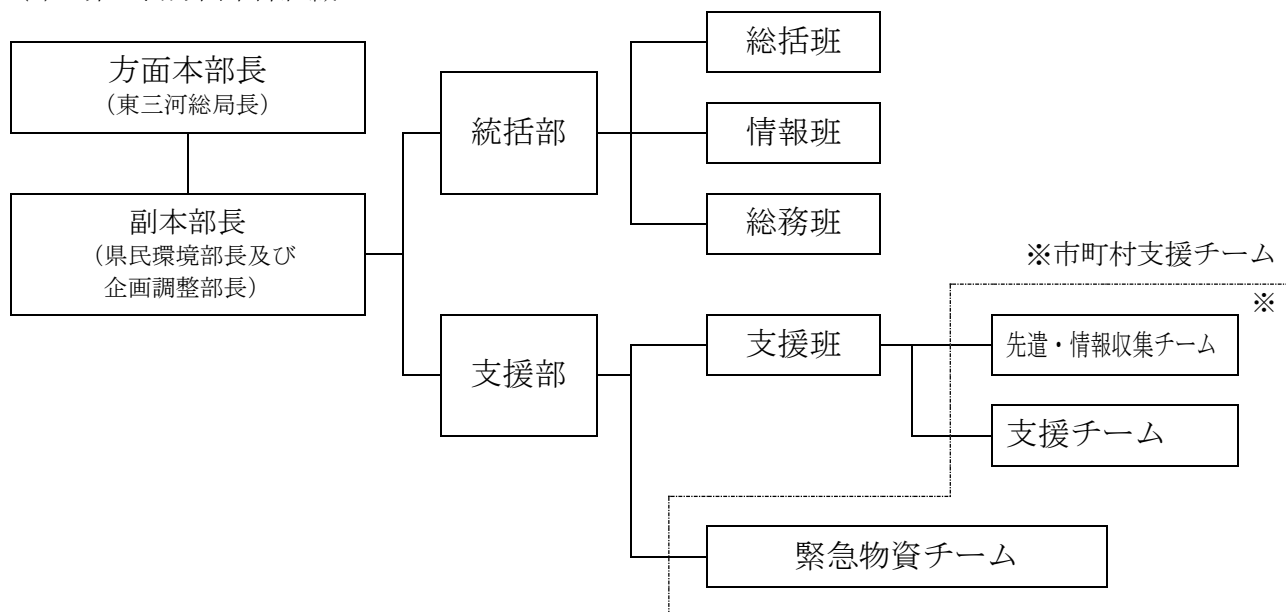 方面本部長
（東三河総局長）
副本部長
（県民環境部長及び
企画調整部長）
統括部
支援部
総括班
情報班
総務班
※市町村支援チーム
※
支援班
先遣・情報収集チーム
支援チーム
緊急物資チーム